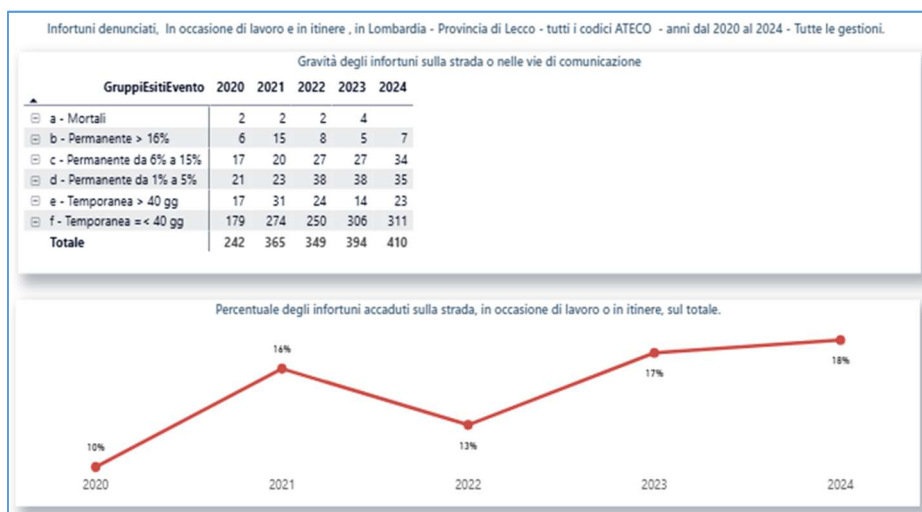 Infortuni denunciati, In occasione di lavoro e in itinere , in Lombardia - Provincia di Lecco - tutti i codici ATECO - anni dal 2020 al 2024 - Tutte le gestioni.
Gravità degli infortuni sulla strada o nelle vie di comunicazione
GruppiEsitiEvento 2020 2021 2022 2023 2024
a - Mortali 2 2 2 4
b - Permanente > 16% 6 15 8 5 7
c - Permanente da 6% a 15% 17 20 27 27 34
d - Permanente da 1% a 5% 21 23 38 38 35
e - Temporanea > 40 gg 17 31 24 14 23
f - Temporanea =< 40 gg 179 274 250 306 311
Totale 242 365 349 394 410
Percentuale degli infortuni accaduti sulla strada, in occasione di lavoro o in itinere, sul totale.
10% 16% 13% 17% 18%
2020 2021 2022 2023 2024